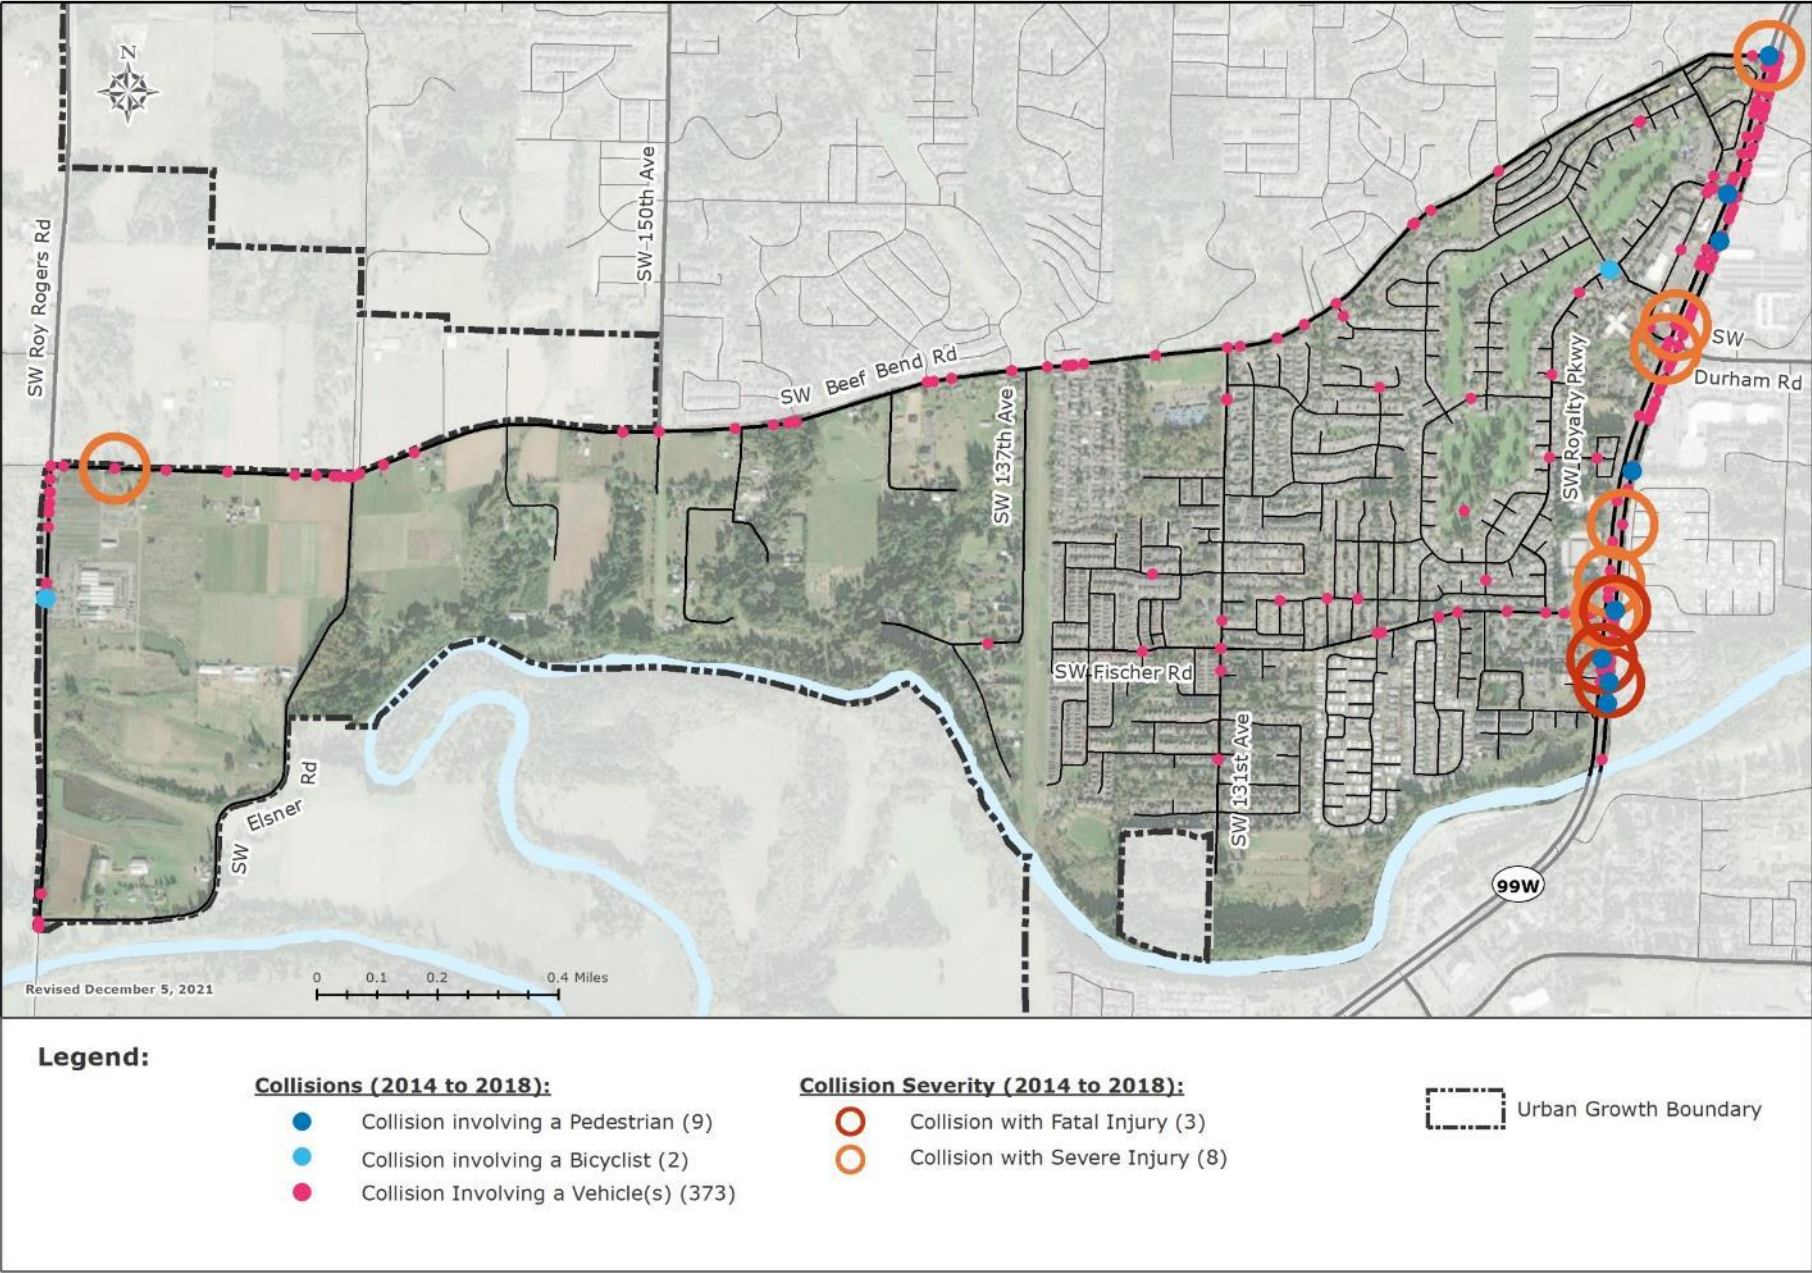 N
SW Roy Rogers Rd
SW 150th Ave
SW Beef Bend Rd
SW 137th Ave
SW Royalty Pkwy
SW
Durham Rd
SW Fischer Rd
SW 131st Ave
SW Elsner Rd
99W
0 0.1 0.2 0.4 Miles
Revised December 5, 2021
Legend:
Collisions (2014 to 2018):
Collision involving a Pedestrian (9)
Collision involving a Bicyclist (2)
Collision Involving a Vehicle(s) (373)
Collision Severity (2014 to 2018):
Collision with Fatal Injury (3)
Collision with Severe Injury (8)
Urban Growth Boundary